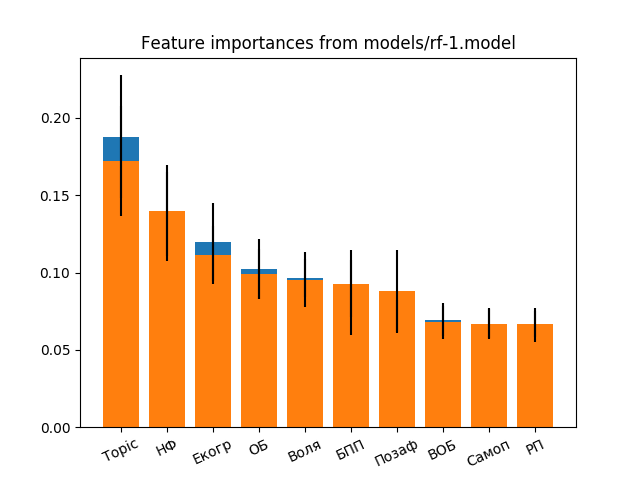 Feature importances from models/rf-1.model
0.20
0.15
0.10
0.05
0.00
Topic НФ Екогр ОБ Воля БПП Позаф ВОБ Самоп РП